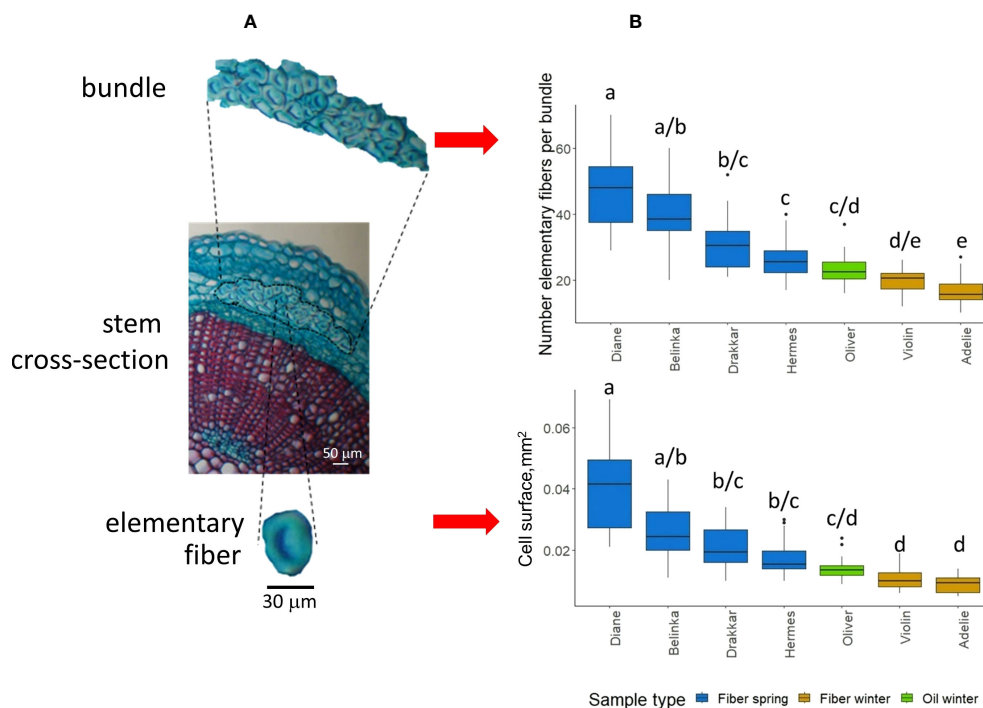 A
bundle
stem
cross-section
50 μm
elementary
fiber
30 μm
B
Number elementary fibers per bundle
60
40
20
a
a/b
b/c
c
c/d
d/e
e
Diane
Belinka
Drakkar
Hermes
Oliver
Violin
Adelie
Cell surface,mm²
0.06
0.04
0.02
a
a/b
b/c
b/c
c/d
d
d
Diane
Belinka
Drakkar
Hermes
Oliver
Violin
Adelie
Sample type Fiber spring Fiber winter Oil winter